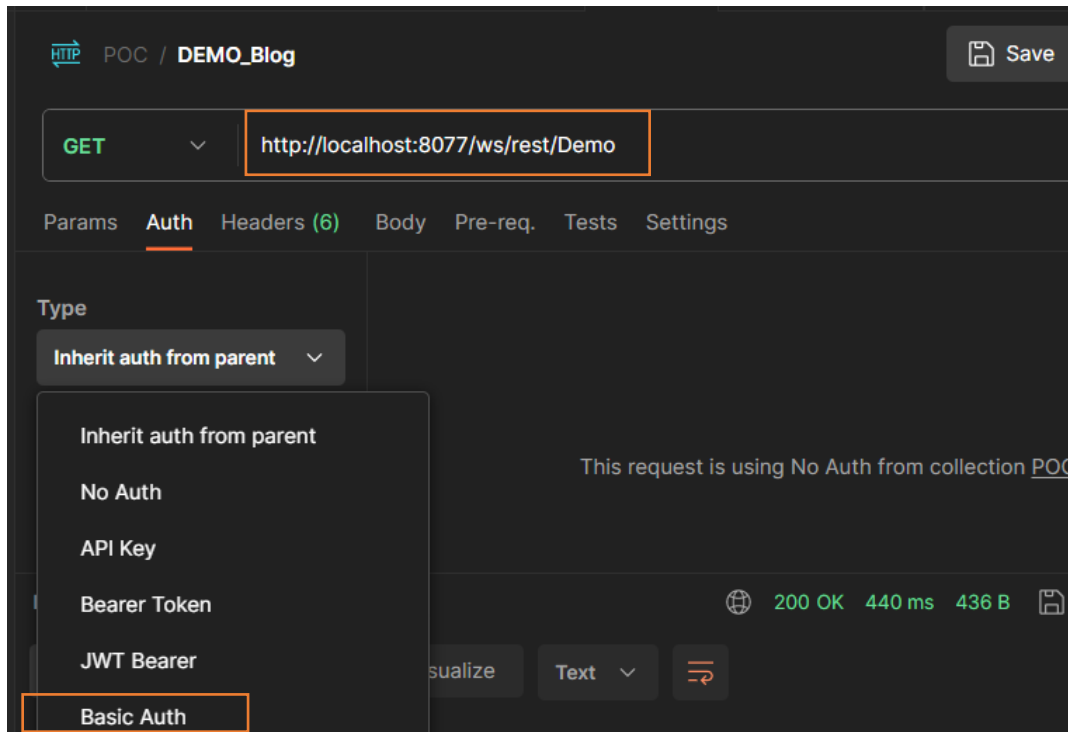 HTTP POC / DEMO_Blog Save
GET http://localhost:8077/ws/rest/Demo
Params Auth Headers (6) Body Pre-req. Tests Settings
Type
Inherit auth from parent
Inherit auth from parent
This request is using No Auth from collection
No Auth
API Key
Bearer Token
200 OK 440 ms 436 B
JWT Bearer
Text
Basic Auth